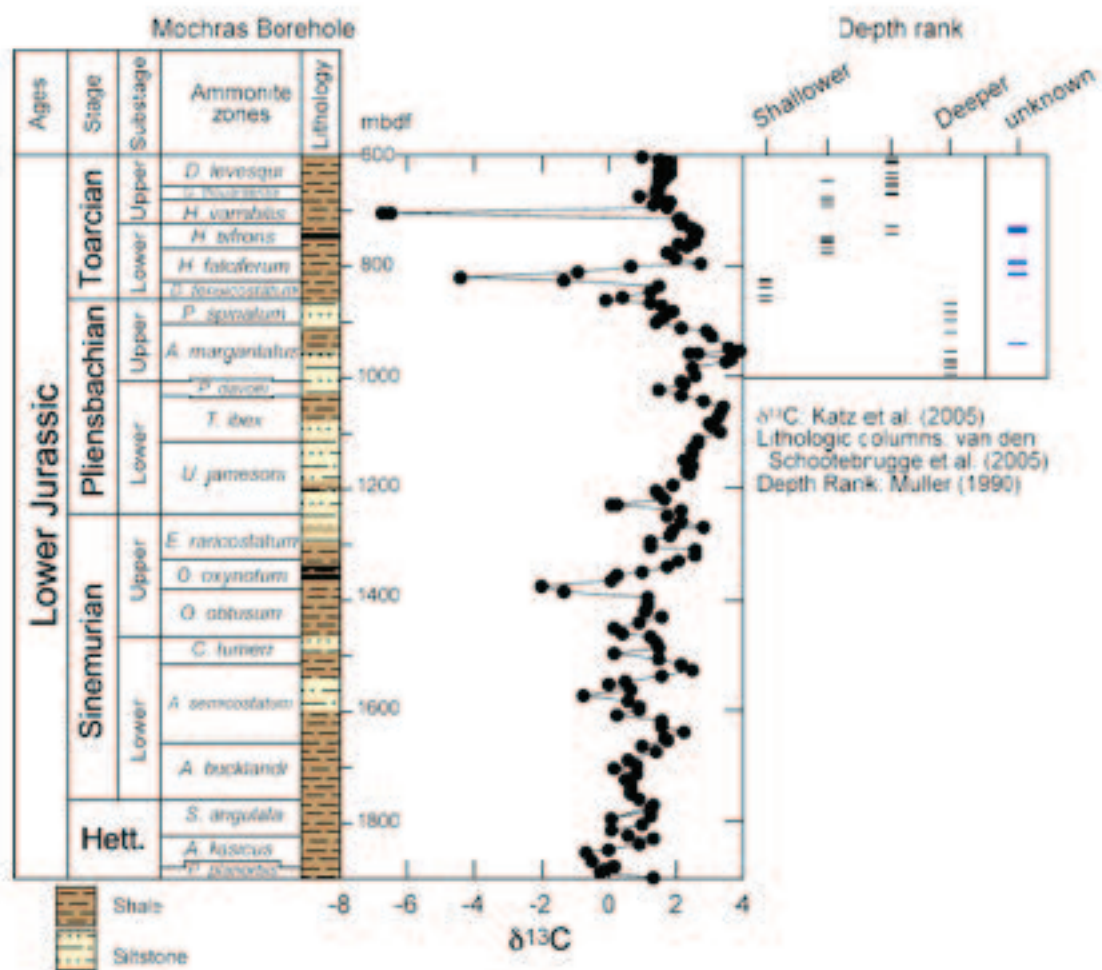 Mochras Borehole
Depth rank
Ages
Stage
Substage
Ammonite zones
Lithology
mbdf
Shallower
Deeper
unknown
Lower Jurassic
Toarcian
Pliensbachian
Sinemurian
Hett.
Upper
Lower
Upper
Lower
Upper
Lower
D. levesqui
H. variabilis
H. bifrons
H. falciferum
P. spinatum
A. margaritatus
P. davoei
T. ibex
U. jamesoni
E. raricostatum
O. oxynotum
O. obtusum
C. turneri
A. semicostatum
A. bucklandi
S. angulata
A. liasicus
600
800
1000
1200
1400
1600
1800
δ¹³C: Katz et al. (2005)
Lithologic columns: van den
Schootebrugge et al. (2005)
Depth Rank: Muller (1990)
-8 -6 -4 -2 0 2 4
δ¹³C
Shale
Siltstone